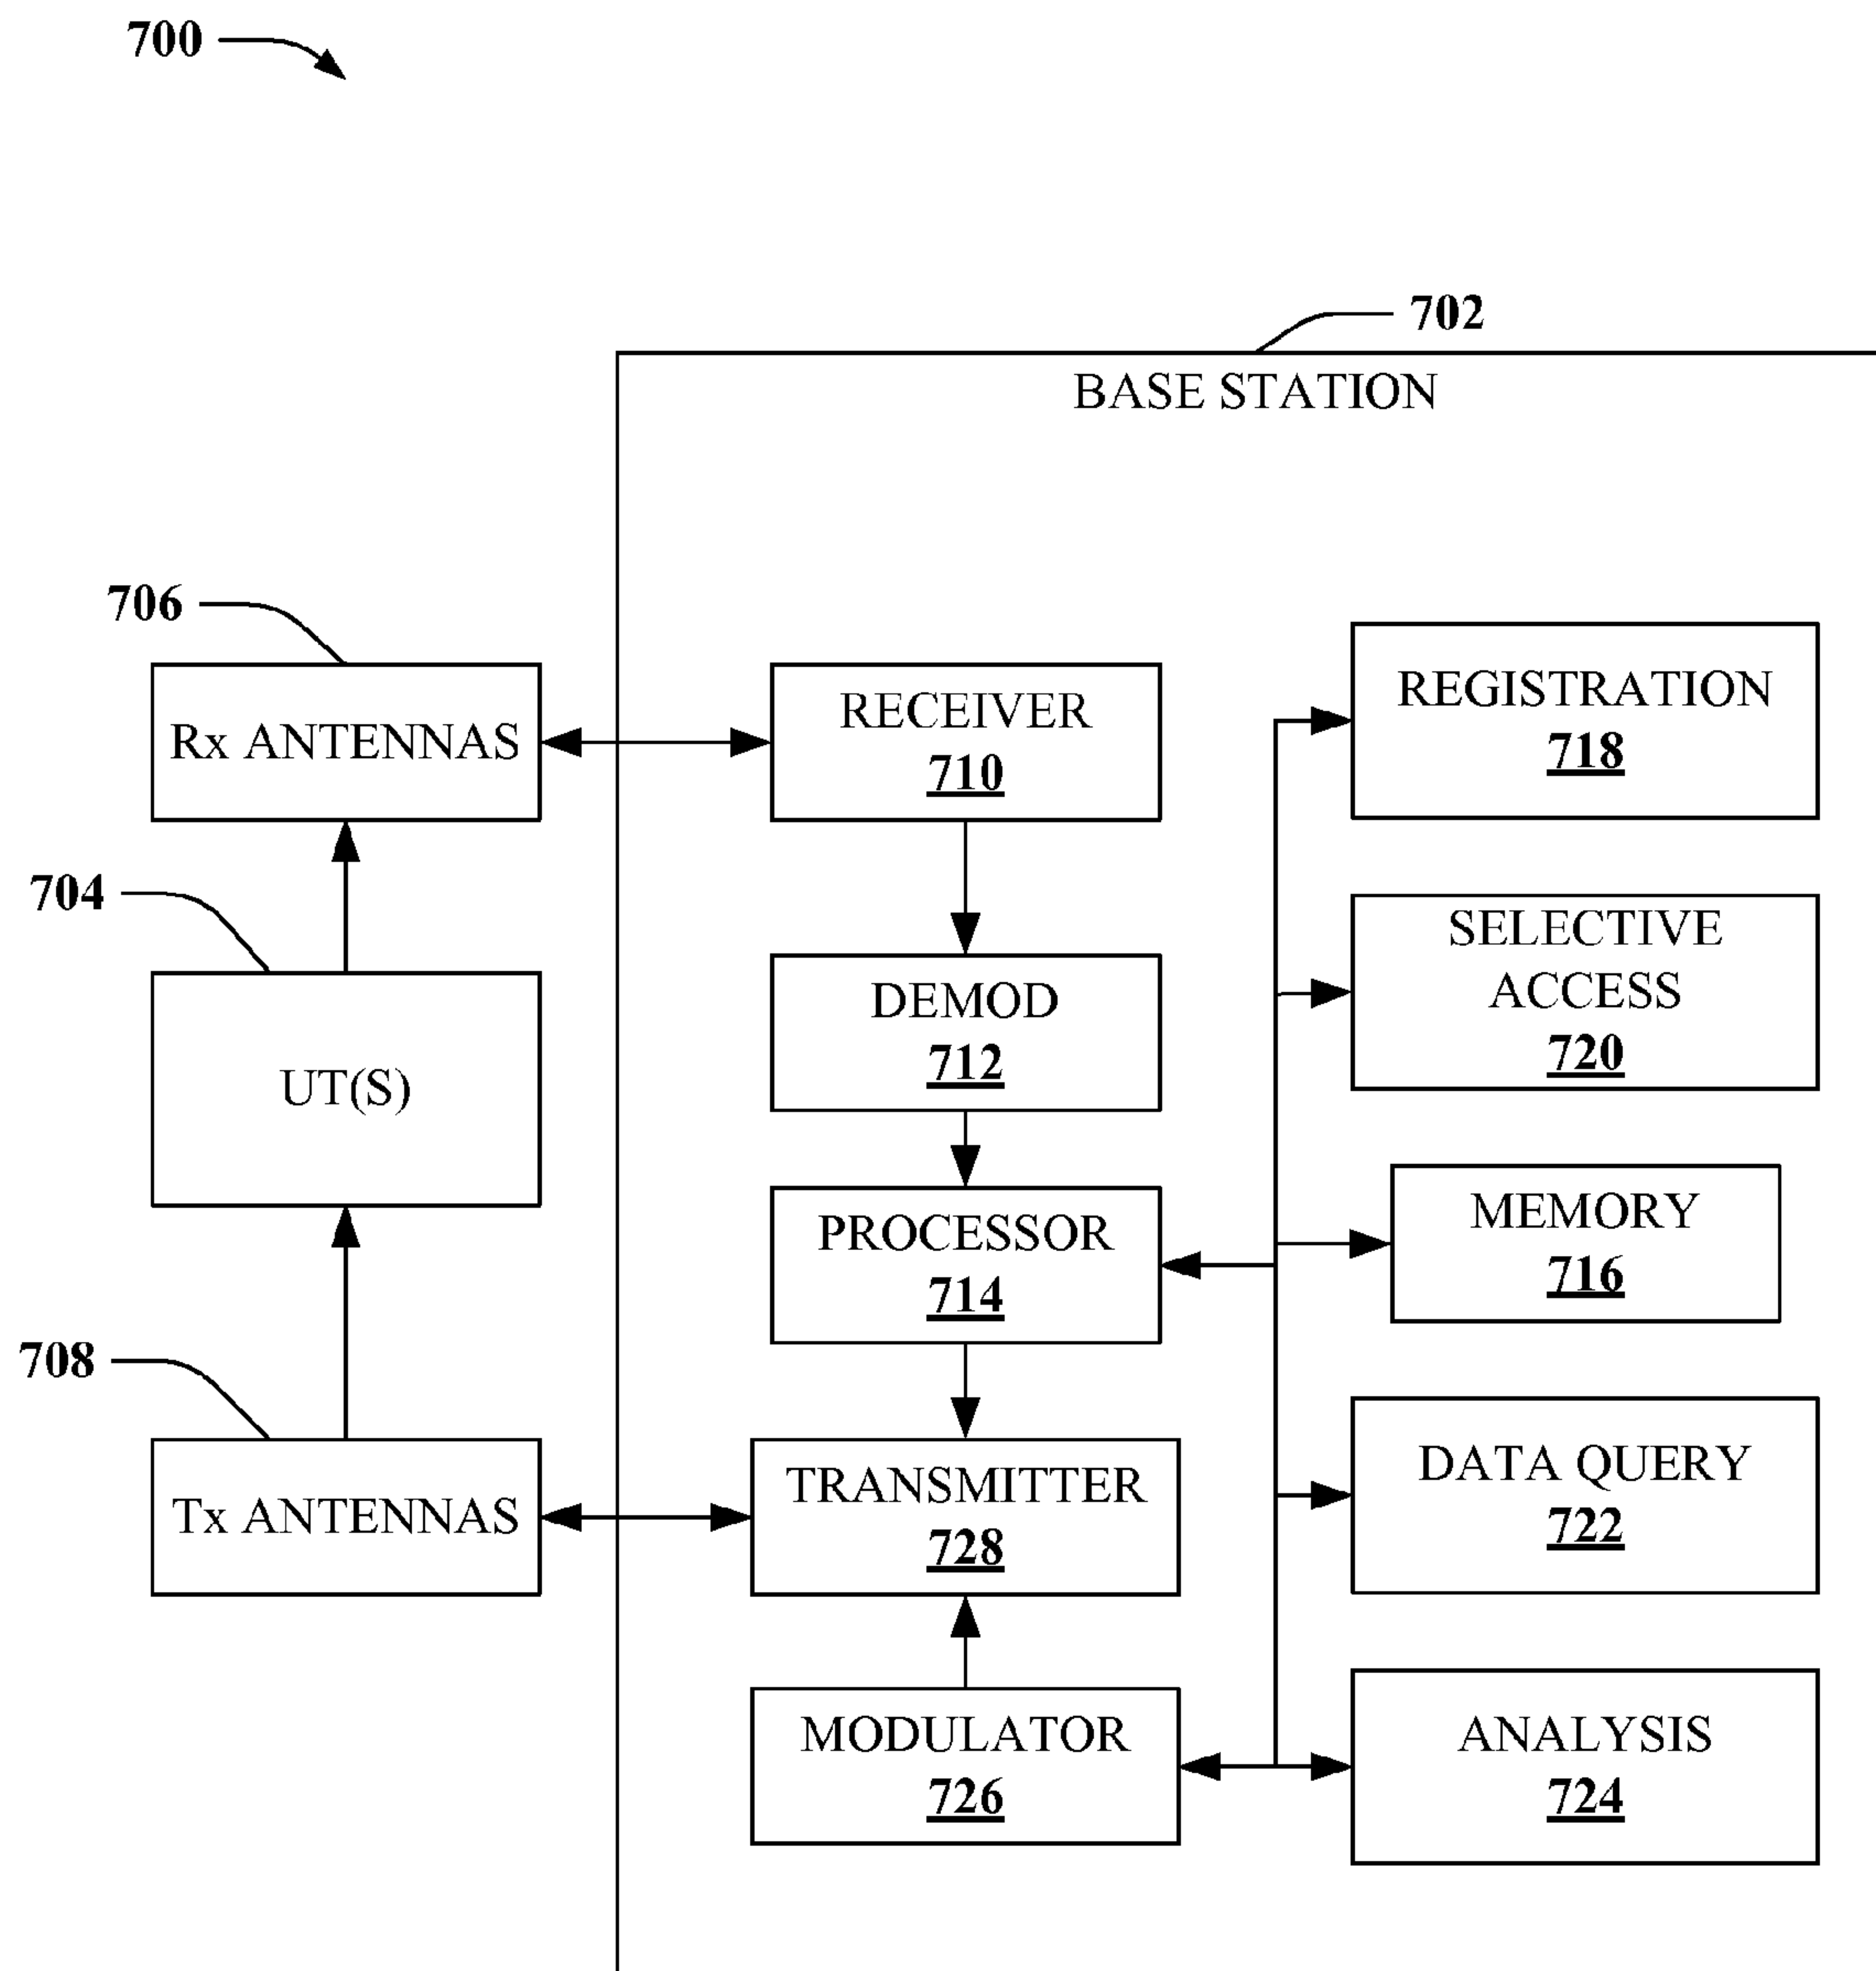 700
702
BASE STATION
706
Rx ANTENNAS
704
UT(S)
708
Tx ANTENNAS
RECEIVER
710
DEMOD
712
PROCESSOR
714
TRANSMITTER
728
MODULATOR
726
REGISTRATION
718
SELECTIVE
ACCESS
720
MEMORY
716
DATA QUERY
722
ANALYSIS
724